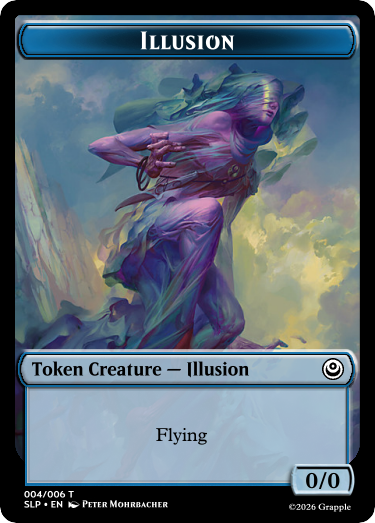 Illusion
Token Creature — Illusion
Flying
0/0
004/006 T
SLP • EN Peter Mohrbacher
©2026 Grapple